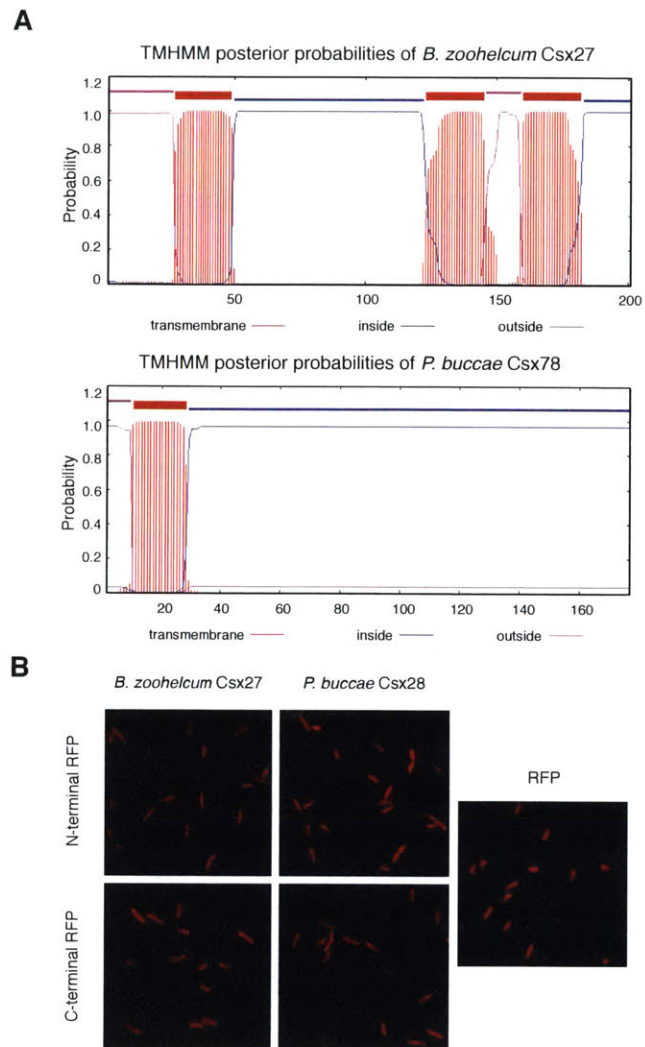 A
TMHMM posterior probabilities of B. zoohelcum Csx27
1.2
1.0
0.8
0.6
0.4
0.2
0
Probability
50
100
150
200
transmembrane
inside
outside
TMHMM posterior probabilities of P. buccae Csx78
1.2
1.0
0.8
0.6
0.4
0.2
0
Probability
20
40
60
80
100
120
140
160
transmembrane
inside
outside
B
B. zoohelcum Csx27
P. buccae Csx28
N-terminal RFP
RFP
C-terminal RFP